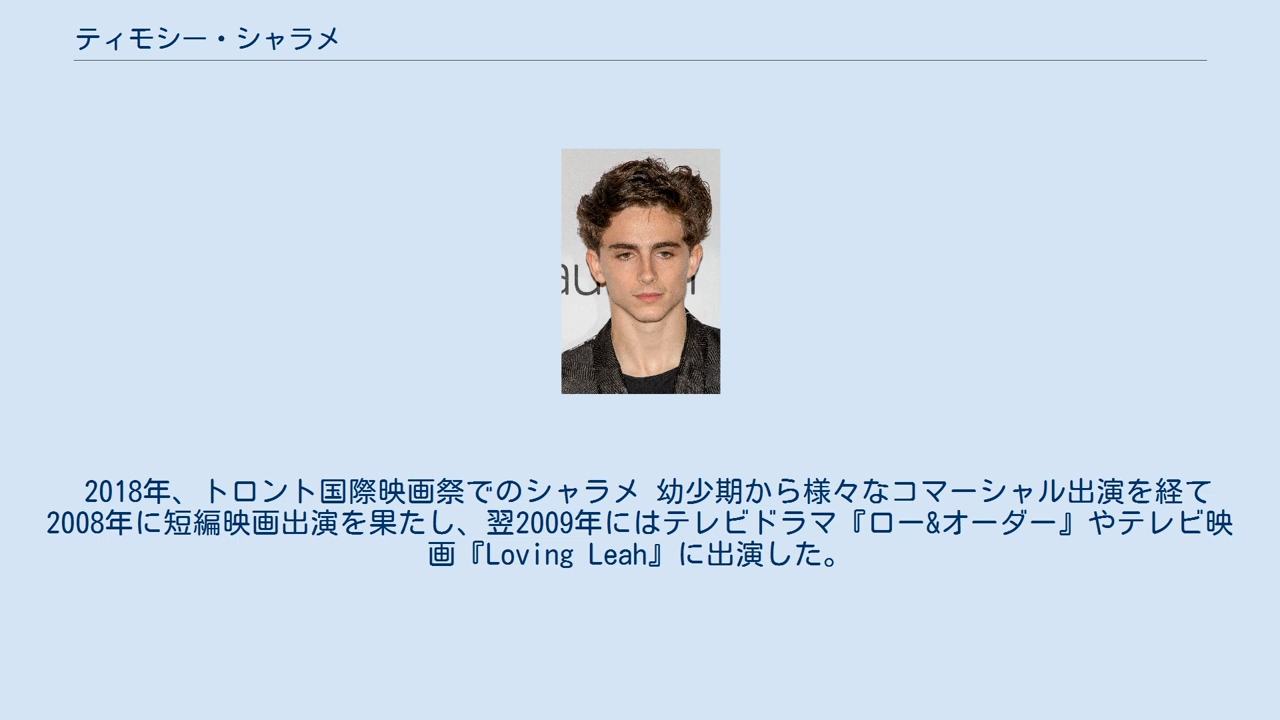 ティモシー・シャラメ
au
2018年、トロント国際映画祭でのシャラメ 幼少期から様々なコマーシャル出演を経て
2008年に短編映画出演を果たし、翌2009年にはテレビドラマ『ロー&オーダー』やテレビ映
画『Loving Leah』に出演した。